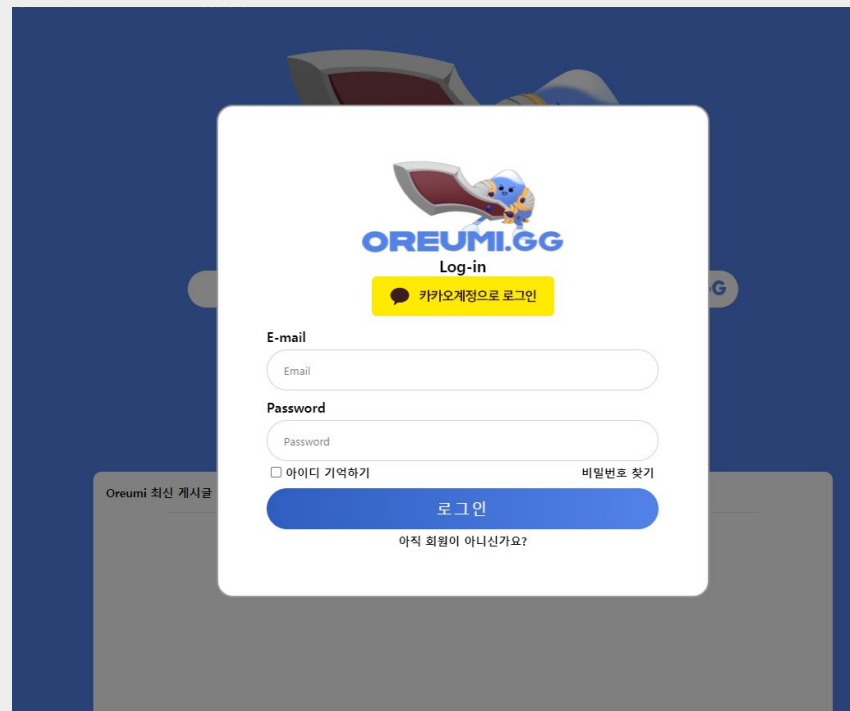 OREUMI.GG
Log-in
카카오계정으로 로그인
G
E-mail
Email
Password
Password
아이디 기억하기 비밀번호 찾기
Oreumi 최신 게시글
로그인
아직 회원이 아니신가요?